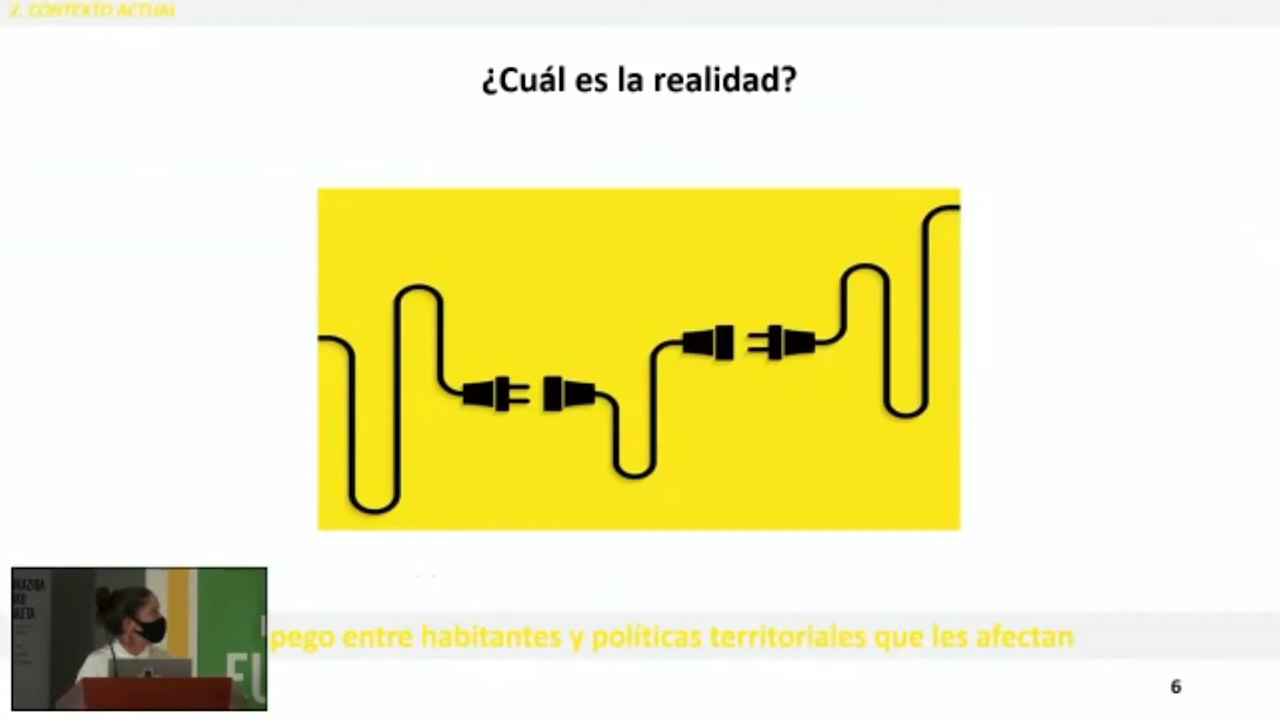 2. CONTEXTO ACTUAL
¿Cuál es la realidad?
pego entre habitantes y políticas territoriales que les afectan
6